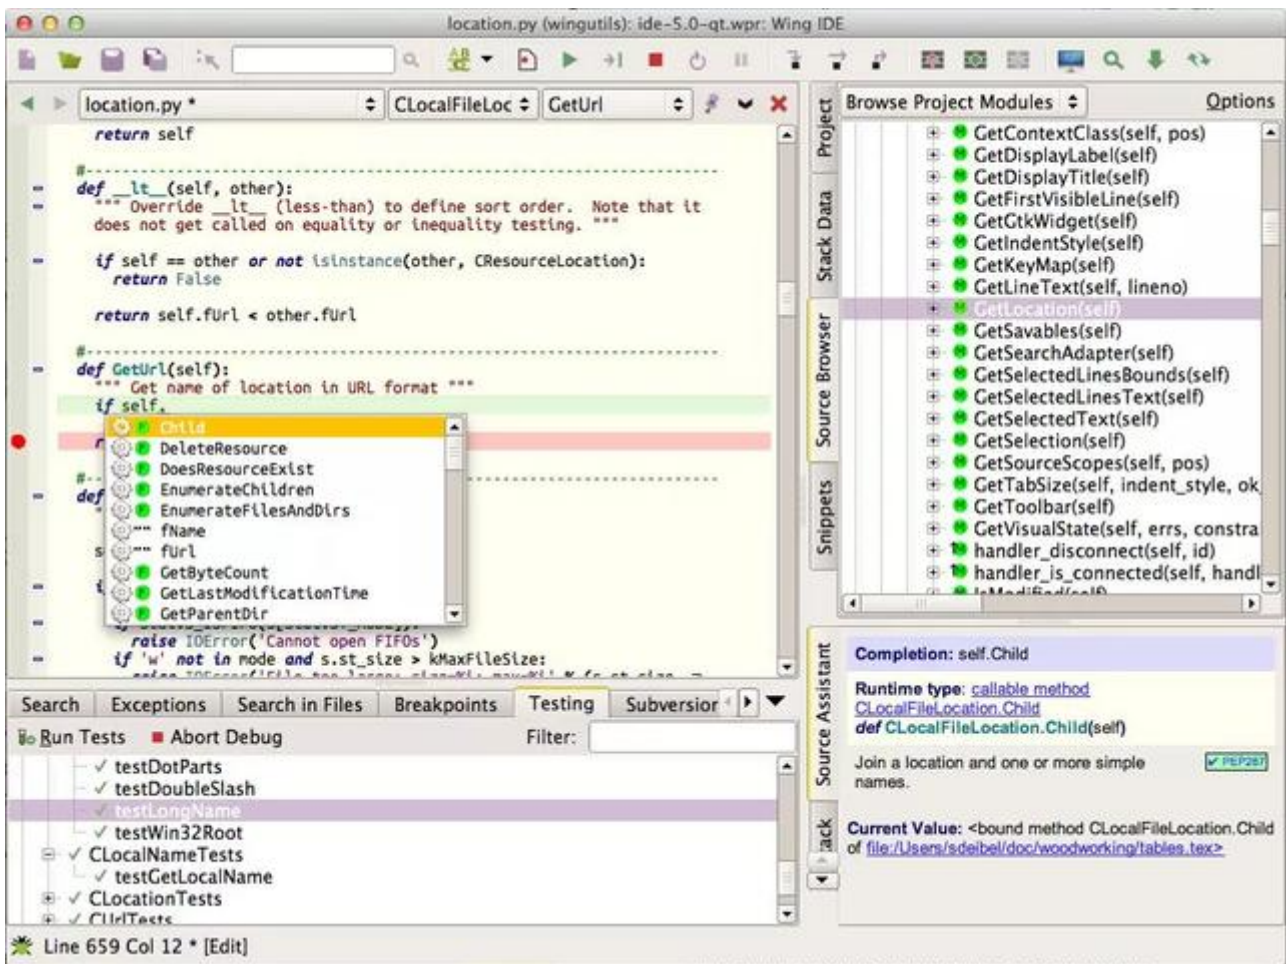 location.py (wingutils): ide-5.0-qt.wpr: Wing IDE
location.py *
CLocalFileLoc
GetUrl
return self
#
def __lt__(self, other):
""" Override __lt__ (less-than) to define sort order. Note that it
does not get called on equality or inequality testing. """
if self == other or not isinstance(other, CResourceLocation):
return False
return self.fUrl < other.fUrl
#
def GetUrl(self):
""" Get name of location in URL format """
if self.
Child
DeleteResource
DoesResourceExist
EnumerateChildren
EnumerateFilesAndDirs
fName
fUrl
GetByteCount
GetLastModificationTime
GetParentDir
def
raise IOError('Cannot open FIFOs')
if 'w' not in mode and s.st_size > kMaxFileSize:
Search
Exceptions
Search in Files
Breakpoints
Testing
Subversion
Run Tests
Abort Debug
Filter:
testDotParts
testDoubleSlash
testLongName
testWin32Root
CLocalNameTests
testGetLocalName
CLocationTests
CUrlTests
Line 659 Col 12 * [Edit]
Project
Stack Data
Source Browser
Snippets
Browse Project Modules
Options
GetContextClass(self, pos)
GetDisplayLabel(self)
GetDisplayTitle(self)
GetFirstVisibleLine(self)
GetGtkWidget(self)
GetIndentStyle(self)
GetKeyMap(self)
GetLineText(self, lineno)
GetLocation(self)
GetSavables(self)
GetSearchAdapter(self)
GetSelectedLinesBounds(self)
GetSelectedLinesText(self)
GetSelectedText(self)
GetSelection(self)
GetSourceScopes(self, pos)
GetTabSize(self, indent_style, ok_
GetToolbar(self)
GetVisualState(self, errs, constra
handler_disconnect(self, id)
handler_is_connected(self, handl
IsModified(self)
Source Assistant
Completion: self.Child
Runtime type: callable method
CLocalFileLocation.Child
def CLocalFileLocation.Child(self)
Join a location and one or more simple
names.
PEP287
Current Value: <bound method CLocalFileLocation.Child
of file:/Users/sdeibel/doc/woodworking/tables.tex>